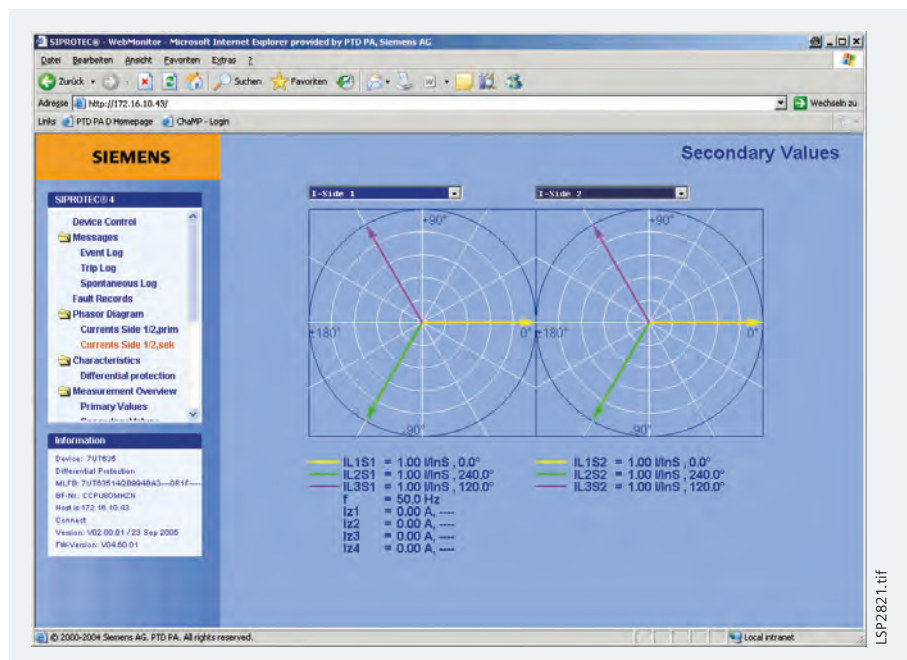 SIPROTEC® - WebMonitor - Microsoft Internet Explorer provided by PTD PA, Siemens AG
Datei Bearbeiten Ansicht Favoriten Extras ?
Zurück Suchen Favoriten
Adresse http://172.16.10.43/ Wechseln zu
Links PTD PA D Homepage ChaMP - Login
SIEMENS
Secondary Values
SIPROTEC® 4
Device Control
Messages
Event Log
Trip Log
Spontaneous Log
Fault Records
Phasor Diagram
Currents Side 1/2,prim
Currents Side 1/2,sek
Characteristics
Differential protection
Measurement Overview
Primary Values
Information
Device: 7UT635
Differential Protection
Host is:172.16.10.43
Connect
Version: V02.00.01 / 23 Sep 2005
FW-Version: V04.60.01
I-Side 1
I-Side 2
+90°
±180°
0°
-90°
+90°
±180°
0°
-90°
IL1S1 = 1.00 I/InS , 0.0°
IL2S1 = 1.00 I/InS , 240.0°
IL3S1 = 1.00 I/InS , 120.0°
f = 50.0 Hz
Iz1 = 0.00 A, ----
Iz2 = 0.00 A, ----
Iz3 = 0.00 A, ----
Iz4 = 0.00 A, ----
IL1S2 = 1.00 I/InS , 0.0°
IL2S2 = 1.00 I/InS , 240.0°
IL3S2 = 1.00 I/InS , 120.0°
© 2000-2004 Siemens AG. PTD PA. All rights reserved.
Local intranet
LSP2821.tif